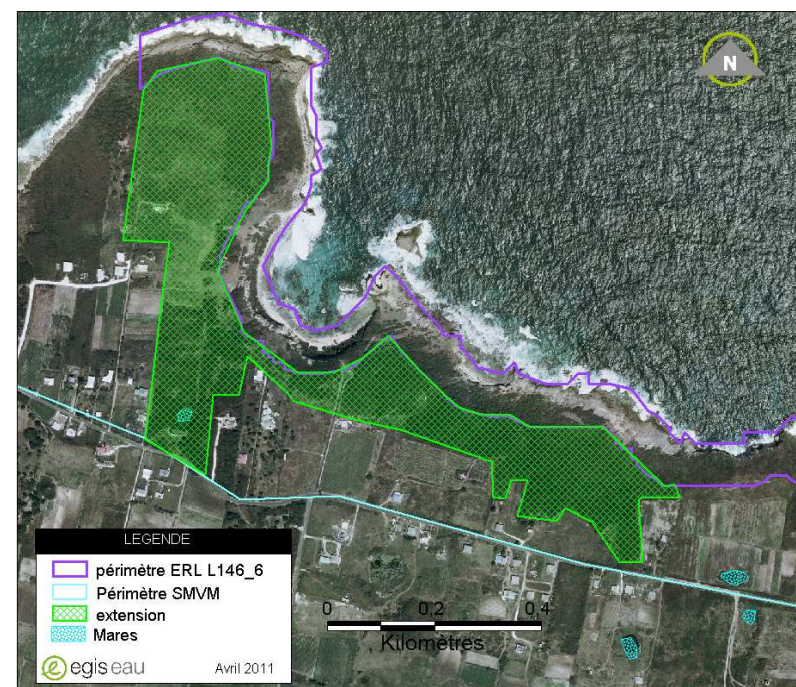 N
LEGENDE
périmètre ERL L146_6
Périmètre SMVM
extension
Mares
egis eau Avril 2011
0 0,2 0,4
Kilomètres